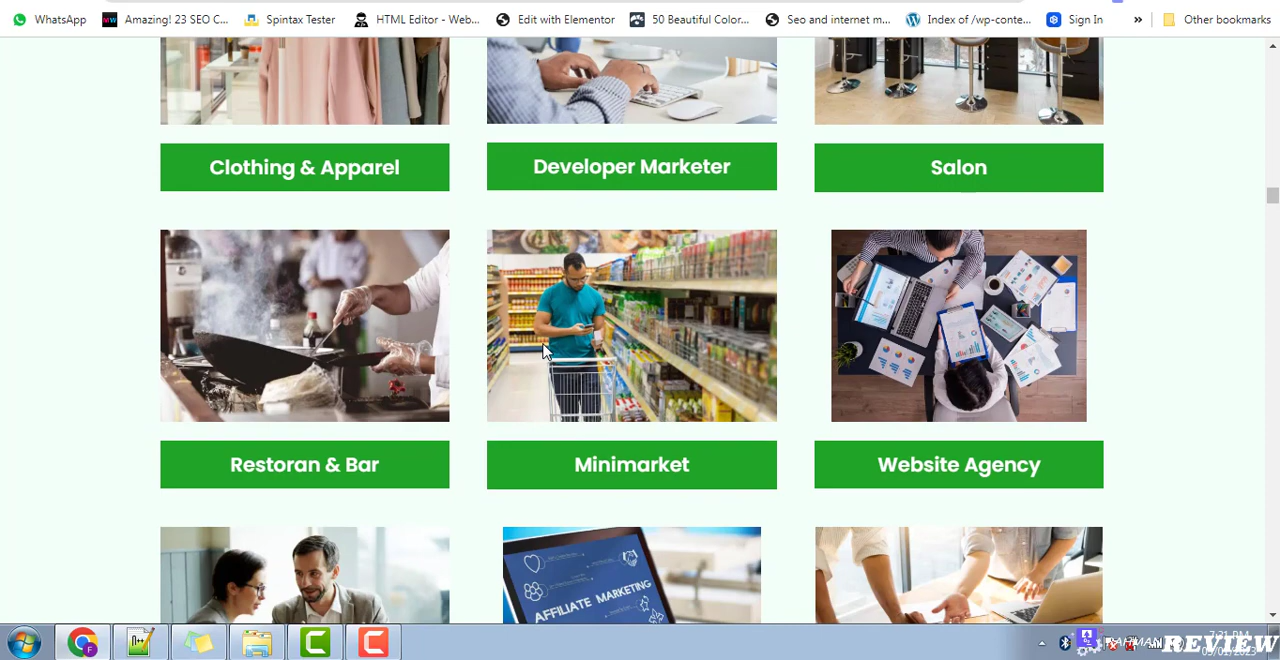 WhatsApp
Amazing! 23 SEO C...
Spintax Tester
HTML Editor - Web...
Edit with Elementor
50 Beautiful Color...
Seo and internet m...
Index of /wp-conte...
Sign In
»
Other bookmarks
Clothing & Apparel
Developer Marketer
Salon
Restoran & Bar
Minimarket
Website Agency
AFFILIATE MARKETING
REVIEW